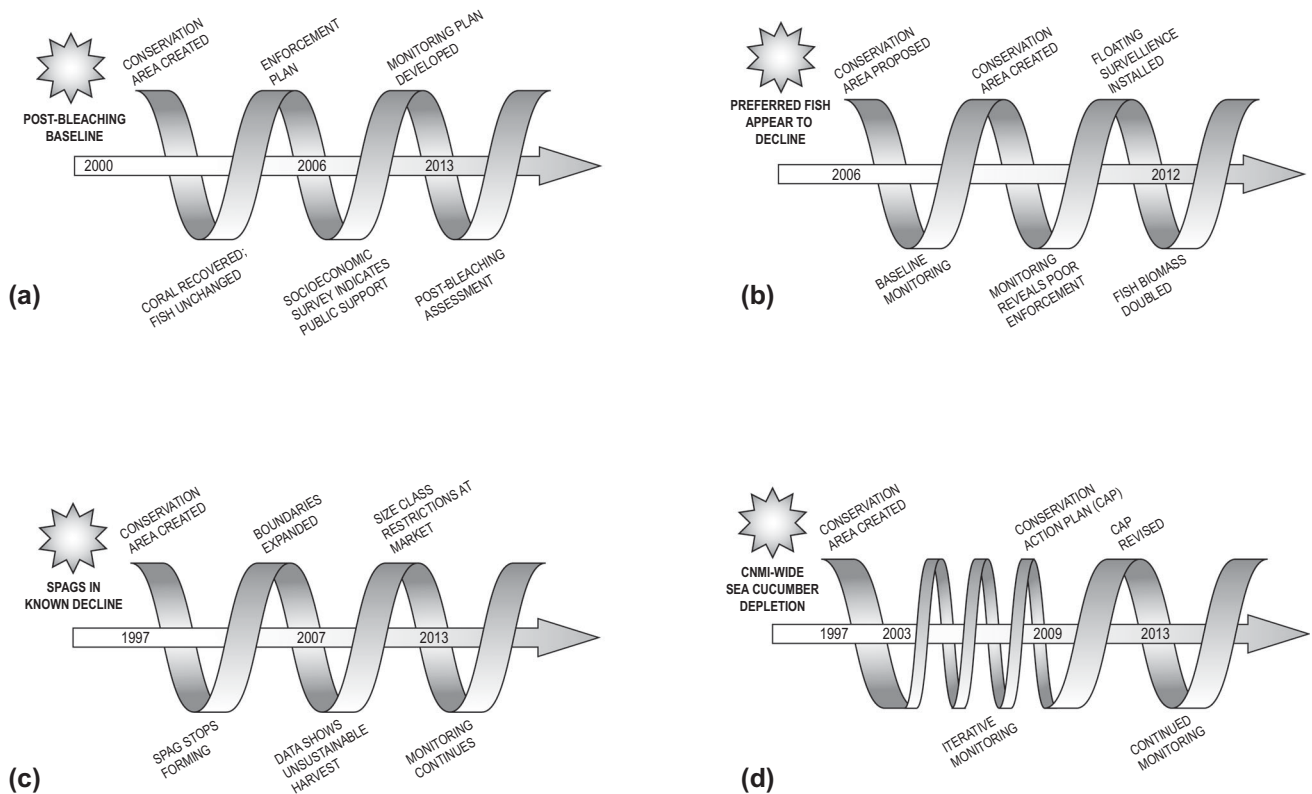 CONSERVATION
AREA CREATED
ENFORCEMENT
PLAN
MONITORING PLAN
DEVELOPED
POST-BLEACHING
BASELINE
2000
2006
2013
CORAL RECOVERED;
FISH UNCHANGED
SOCIOECONOMIC
SURVEY INDICATES
PUBLIC SUPPORT
POST-BLEACHING
ASSESSMENT
(a)
CONSERVATION
AREA PROPOSED
CONSERVATION
AREA CREATED
FLOATING
SURVELLIENCE
INSTALLED
PREFERRED FISH
APPEAR TO
DECLINE
2006
2012
BASELINE
MONITORING
MONITORING
REVEALS POOR
ENFORCEMENT
FISH BIOMASS
DOUBLED
(b)
CONSERVATION
AREA CREATED
BOUNDARIES
EXPANDED
SIZE CLASS
RESTRICTIONS AT
MARKET
SPAGS IN
KNOWN DECLINE
1997
2007
2013
SPAG STOPS
FORMING
DATA SHOWS
UNSUSTAINABLE
HARVEST
MONITORING
CONTINUES
(c)
CONSERVATION
AREA CREATED
CONSERVATION
ACTION PLAN (CAP)
CAP
REVISED
CNMI-WIDE
SEA CUCUMBER
DEPLETION
1997
2003
2009
2013
ITERATIVE
MONITORING
CONTINUED
MONITORING
(d)